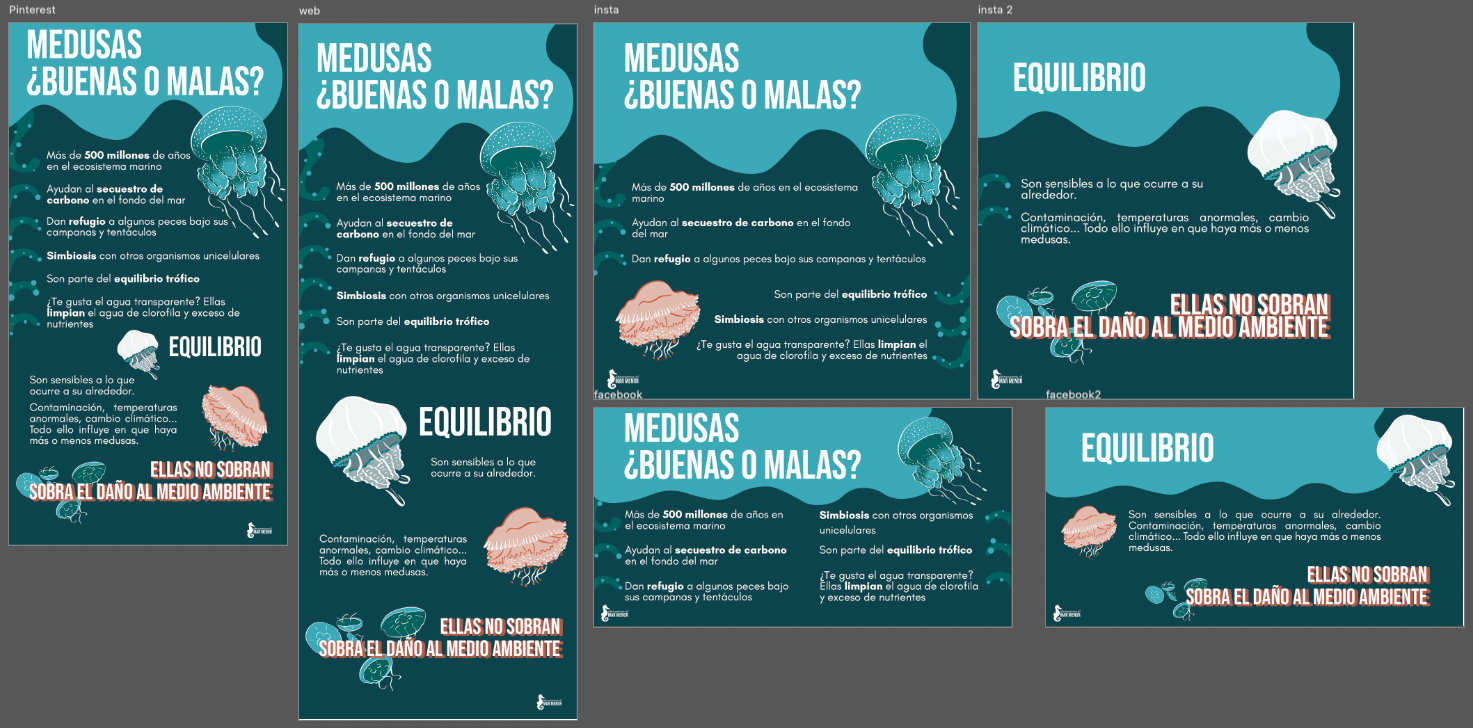 Pinterest
MEDUSAS
¿BUENAS O MALAS?
Más de 500 millones de años
en el ecosistema marino
Ayudan al secuestro de
carbono en el fondo del mar
Dan refugio a algunos peces bajo sus
campanas y tentáculos
Simbiosis con otros organismos unicelulares
Son parte del equilibrio trófico
¿Te gusta el agua transparente? Ellas
limpian el agua de clorofila y exceso de
nutrientes
EQUILIBRIO
Son sensibles a lo que
ocurre a su alrededor.
Contaminación, temperaturas
anormales, cambio climático...
Todo ello influye en que haya
más o menos medusas.
ELLAS NO SOBRAN
SOBRA EL DAÑO AL MEDIO AMBIENTE
MAR MENOR
web
MEDUSAS
¿BUENAS O MALAS?
Más de 500 millones de años
en el ecosistema marino
Ayudan al secuestro de
carbono en el fondo del mar
Dan refugio a algunos peces bajo sus
campanas y tentáculos
Simbiosis con otros organismos unicelulares
Son parte del equilibrio trófico
¿Te gusta el agua transparente? Ellas
limpian el agua de clorofila y exceso de
nutrientes
EQUILIBRIO
Son sensibles a lo que
ocurre a su alrededor.
Contaminación, temperaturas
anormales, cambio climático...
Todo ello influye en que haya
más o menos medusas.
ELLAS NO SOBRAN
SOBRA EL DAÑO AL MEDIO AMBIENTE
MAR MENOR
insta
MEDUSAS
¿BUENAS O MALAS?
Más de 500 millones de años en el ecosistema
marino
Ayudan al secuestro de carbono en el fondo
del mar
Dan refugio a algunos peces bajo sus campanas y tentáculos
Son parte del equilibrio trófico
Simbiosis con otros organismos unicelulares
¿Te gusta el agua transparente? Ellas limpian el
agua de clorofila y exceso de nutrientes
MAR MENOR
insta 2
EQUILIBRIO
Son sensibles a lo que ocurre a su
alrededor.
Contaminación, temperaturas anormales, cambio
climático... Todo ello influye en que haya más o menos
medusas.
ELLAS NO SOBRAN
SOBRA EL DAÑO AL MEDIO AMBIENTE
MAR MENOR
facebook
MEDUSAS
¿BUENAS O MALAS?
Más de 500 millones de años en
el ecosistema marino
Ayudan al secuestro de carbono
en el fondo del mar
Dan refugio a algunos peces bajo
sus campanas y tentáculos
Simbiosis con otros organismos
unicelulares
Son parte del equilibrio trófico
¿Te gusta el agua transparente?
Ellas limpian el agua de clorofila
y exceso de nutrientes
MAR MENOR
facebook2
EQUILIBRIO
Son sensibles a lo que ocurre a su alrededor.
Contaminación, temperaturas anormales, cambio
climático... Todo ello influye en que haya más o menos
medusas.
ELLAS NO SOBRAN
SOBRA EL DAÑO AL MEDIO AMBIENTE
MAR MENOR